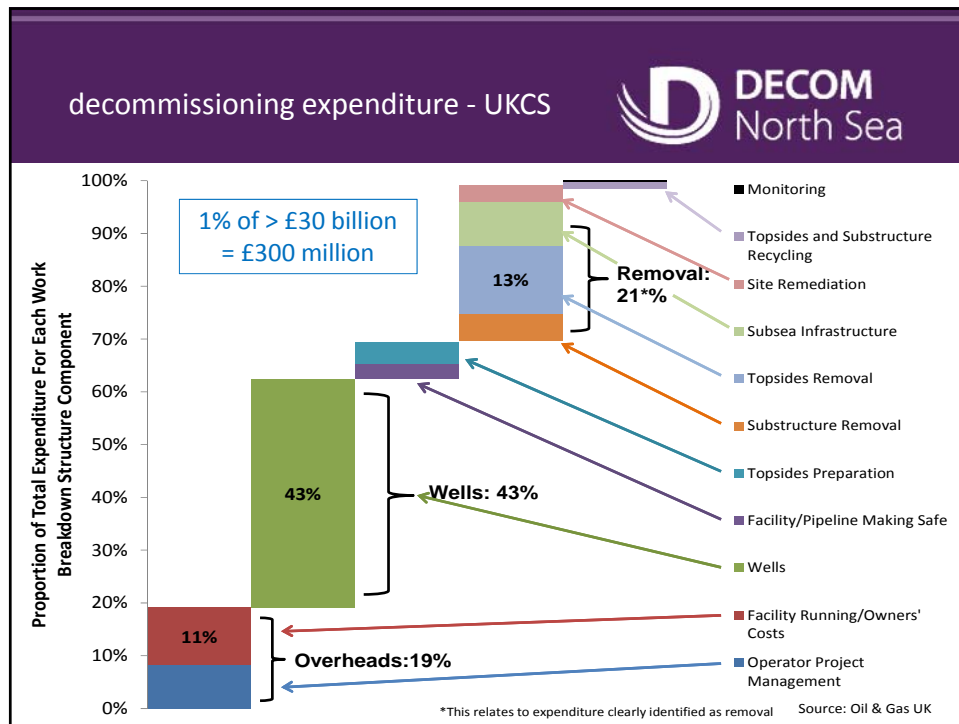 decommissioning expenditure - UKCS
DECOM
North Sea
Proportion of Total Expenditure For Each Work
Breakdown Structure Component
100%
90%
80%
70%
60%
50%
40%
30%
20%
10%
0%
1% of > £30 billion
= £300 million
13%
Removal:
21*%
43%
Wells: 43%
11%
Overheads:19%
Monitoring
Topsides and Substructure
Recycling
Site Remediation
Subsea Infrastructure
Topsides Removal
Substructure Removal
Topsides Preparation
Facility/Pipeline Making Safe
Wells
Facility Running/Owners'
Costs
Operator Project
Management
*This relates to expenditure clearly identified as removal
Source: Oil & Gas UK